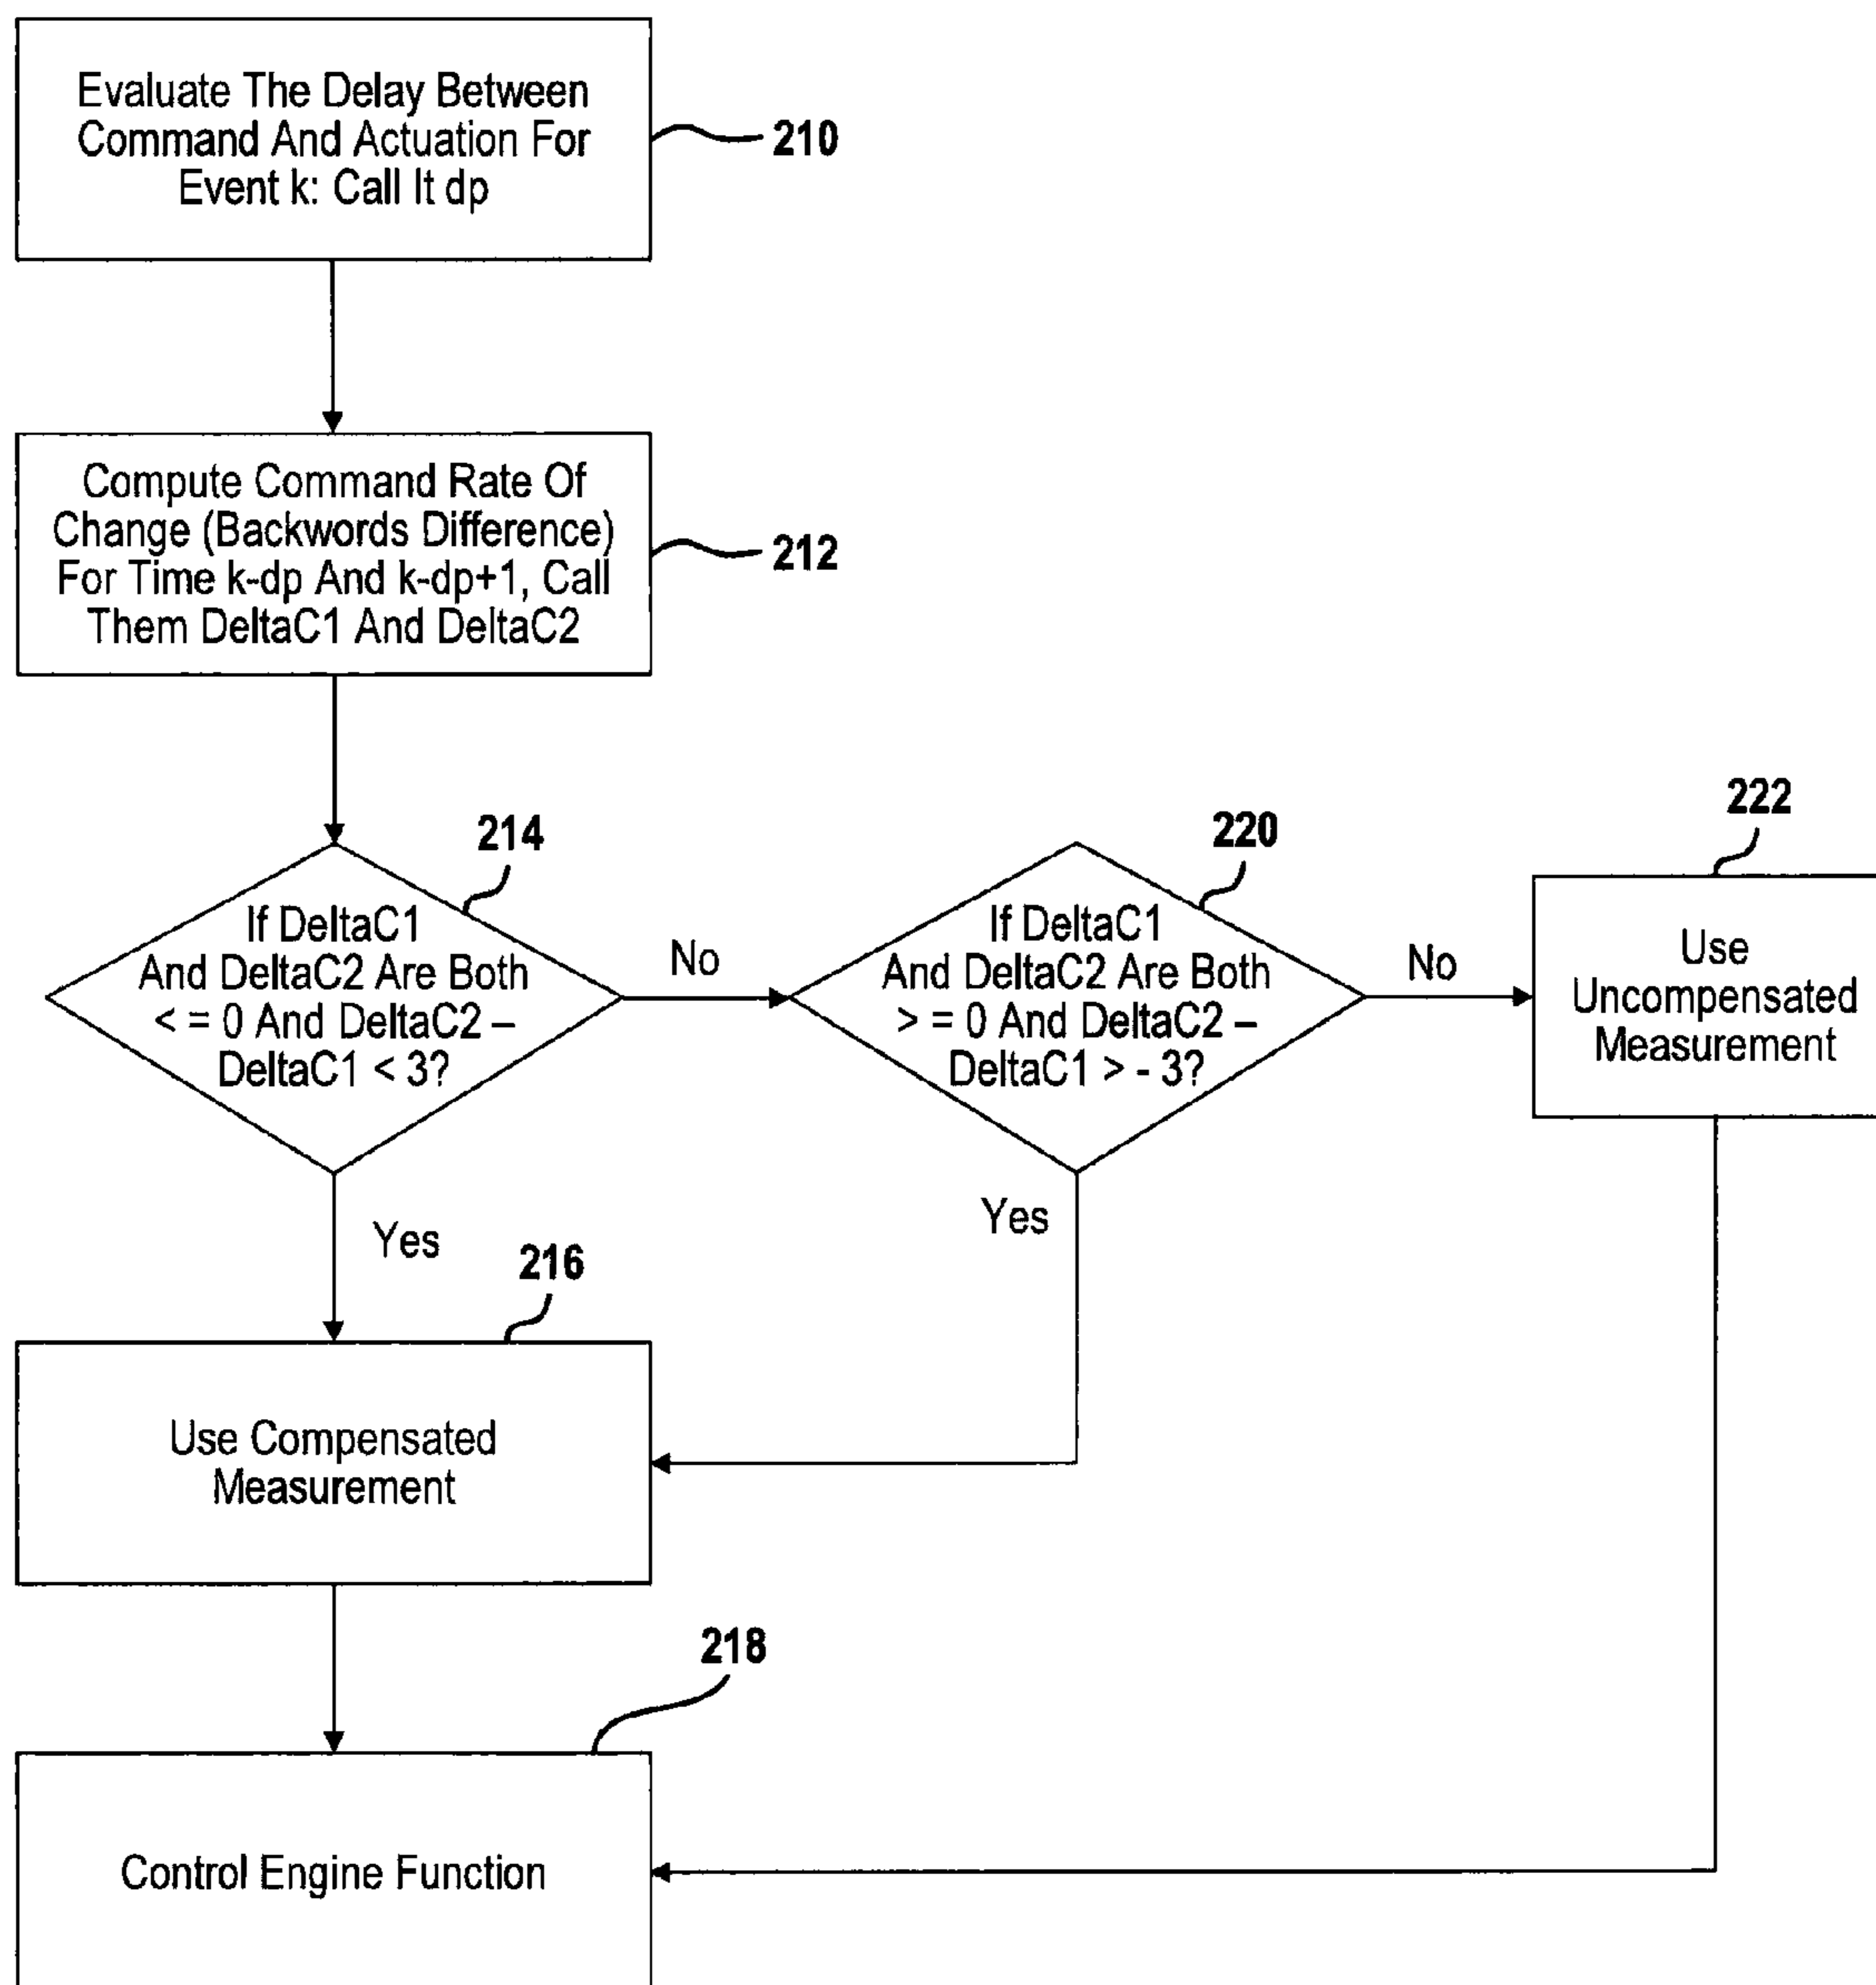 Evaluate The Delay Between
Command And Actuation For
Event k: Call It dp
210
Compute Command Rate Of
Change (Backwords Difference)
For Time k-dp And k-dp+1, Call
Them DeltaC1 And DeltaC2
212
214
If DeltaC1
And DeltaC2 Are Both
< = 0 And DeltaC2 –
DeltaC1 < 3?
No
220
If DeltaC1
And DeltaC2 Are Both
> = 0 And DeltaC2 –
DeltaC1 > - 3?
No
222
Use
Uncompensated
Measurement
Yes
Yes
216
Use Compensated
Measurement
218
Control Engine Function